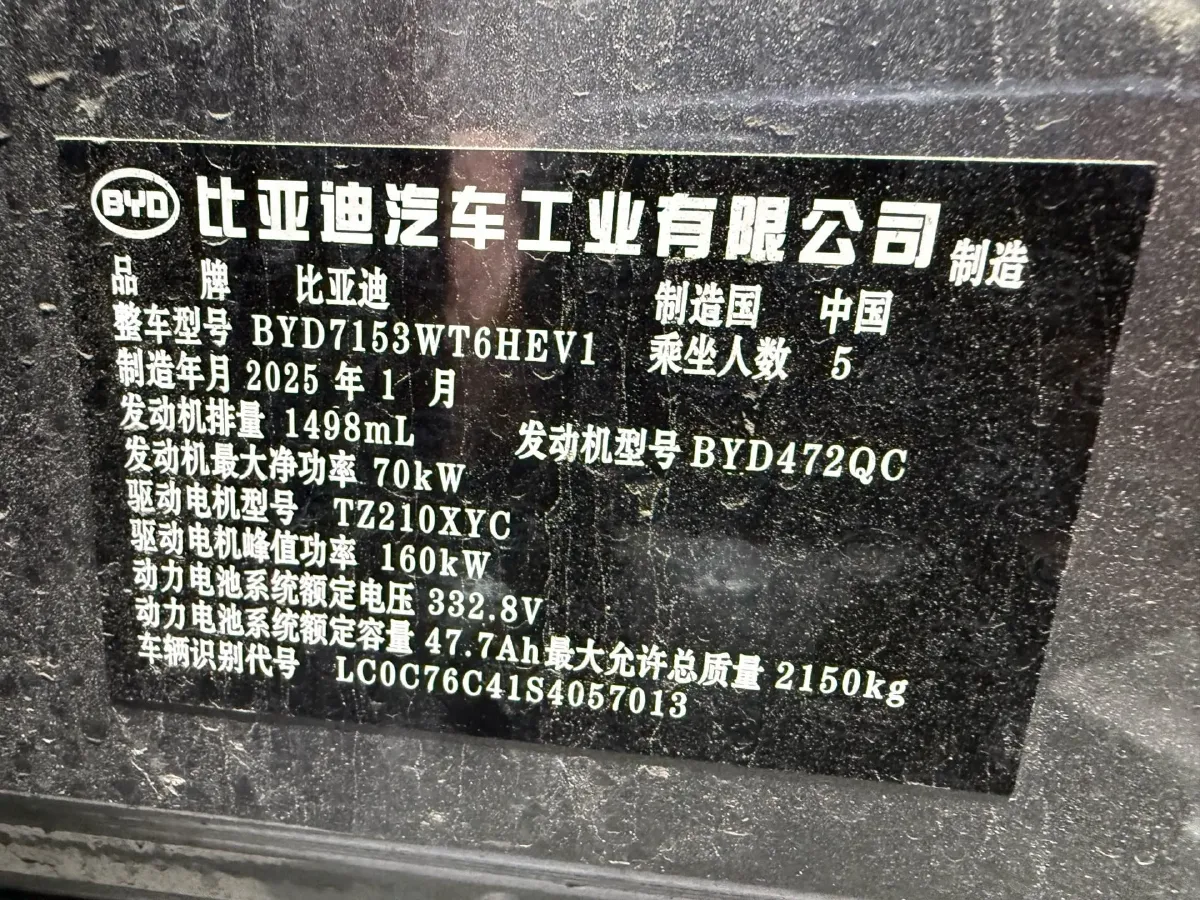 BYD 比亚迪汽车工业有限公司 制造
品 牌 比亚迪 制造国 中国
整车型号 BYD7153WT6HEV1 乘坐人数 5
制造年月 2025 年 1 月
发动机排量 1498mL 发动机型号 BYD472QC
发动机最大净功率 70kW
驱动电机型号 TZ210XYC
驱动电机峰值功率 160kW
动力电池系统额定电压 332.8V
动力电池系统额定容量 47.7Ah 最大允许总质量 2150kg
车辆识别代号 LC0C76C41S4057013